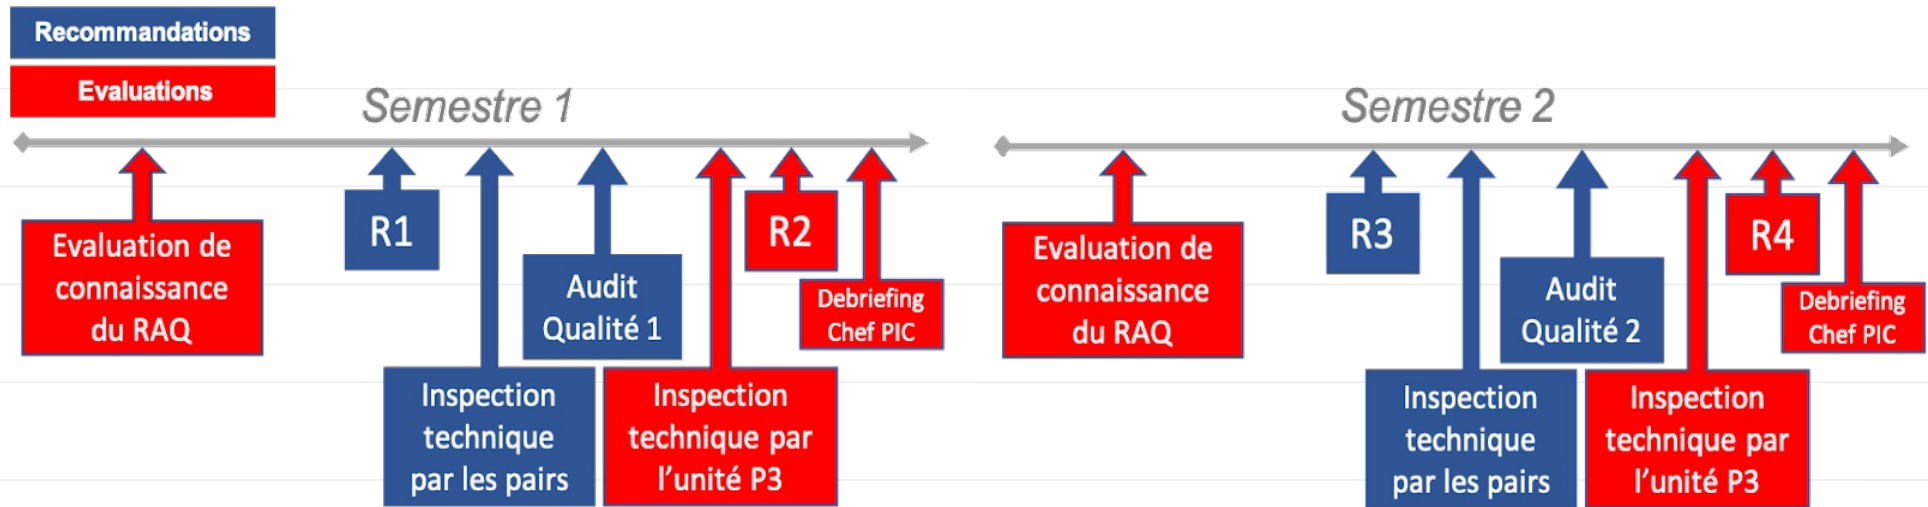 Recommandations
Evaluations
Semestre 1
Evaluation de
connaissance
du RAQ
R1
Inspection
technique
par les pairs
Audit
Qualité 1
Inspection
technique par
l'unité P3
R2
Debriefing
Chef PIC
Semestre 2
Evaluation de
connaissance
du RAQ
R3
Inspection
technique
par les pairs
Audit
Qualité 2
Inspection
technique par
l'unité P3
R4
Debriefing
Chef PIC